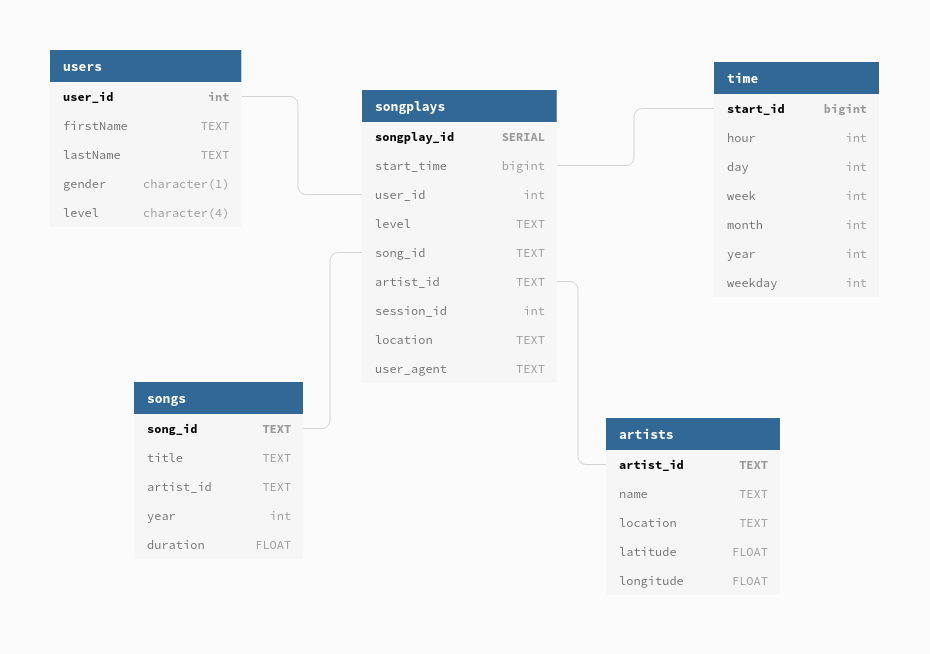 users
user_id int
firstName TEXT
lastName TEXT
gender character(1)
level character(4)
songplays
songplay_id SERIAL
start_time bigint
user_id int
level TEXT
song_id TEXT
artist_id TEXT
session_id int
location TEXT
user_agent TEXT
time
start_id bigint
hour int
day int
week int
month int
year int
weekday int
songs
song_id TEXT
title TEXT
artist_id TEXT
year int
duration FLOAT
artists
artist_id TEXT
name TEXT
location TEXT
latitude FLOAT
longitude FLOAT